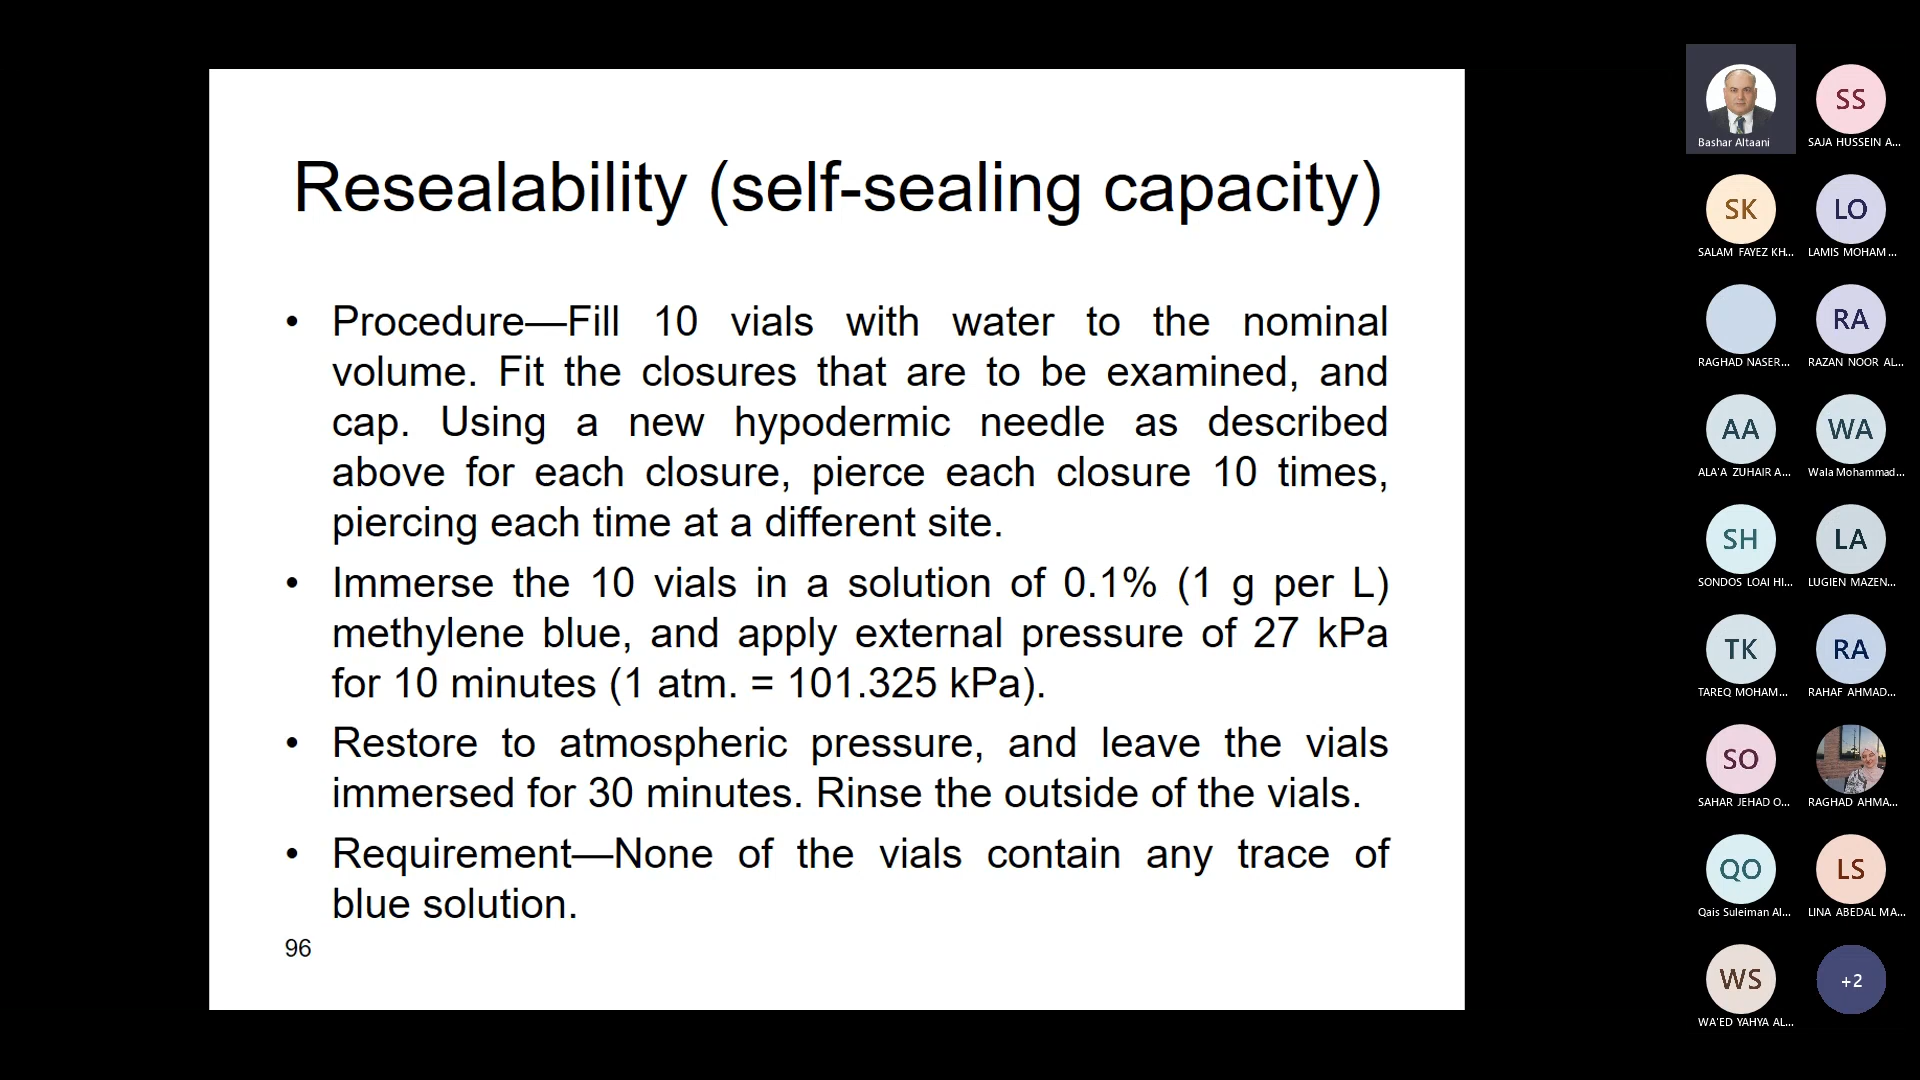 Resealability (self-sealing capacity)
• Procedure—Fill 10 vials with water to the nominal
volume. Fit the closures that are to be examined, and
cap. Using a new hypodermic needle as described
above for each closure, pierce each closure 10 times,
piercing each time at a different site.
• Immerse the 10 vials in a solution of 0.1% (1 g per L)
methylene blue, and apply external pressure of 27 kPa
for 10 minutes (1 atm. = 101.325 kPa).
• Restore to atmospheric pressure, and leave the vials
immersed for 30 minutes. Rinse the outside of the vials.
• Requirement—None of the vials contain any trace of
blue solution.
96
Bashar Altaani
SS
SAJA HUSSEIN A...
SK
SALAM FAYEZ KH...
LO
LAMIS MOHAM...
RAGHAD NASER...
RA
RAZAN NOOR AL...
AA
ALA'A ZUHAIR A...
WA
Wala Mohammad...
SH
SONDOS LOAI HI...
LA
LUGIEN MAZEN...
TK
TAREQ MOHAM...
RA
RAHAF AHMAD...
SO
SAHAR JEHAD O...
RAGHAD AHMA...
QO
Qais Suleiman Al...
LS
LINA ABEDAL MA...
WS
WA'ED YAHYA AL...
+2